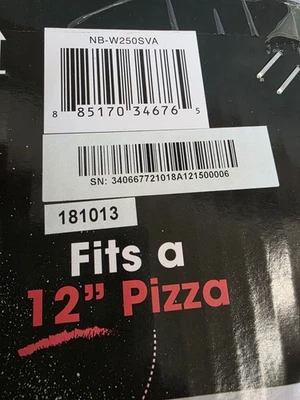 NB-W250SVA
8 85170 34676 5
SN: 340667721018A121500006
181013
Fits a
12” Pizza